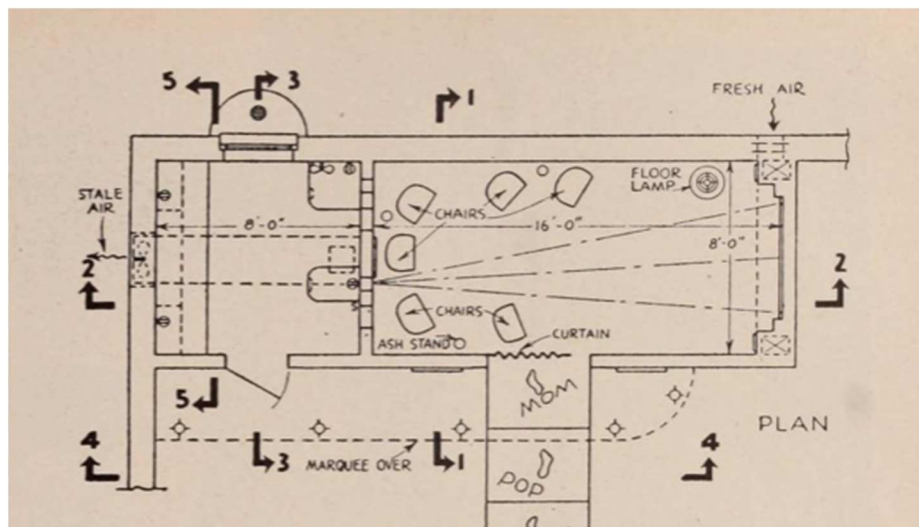 5
3
1
FRESH AIR
STALE
AIR
FLOOR
LAMP
CHAIRS
8'-0"
16'-0"
8'-0"
2
2
CHAIRS
CURTAIN
ASH STAND
MOM
5
PLAN
4
3
MARQUEE OVER
1
4
POP